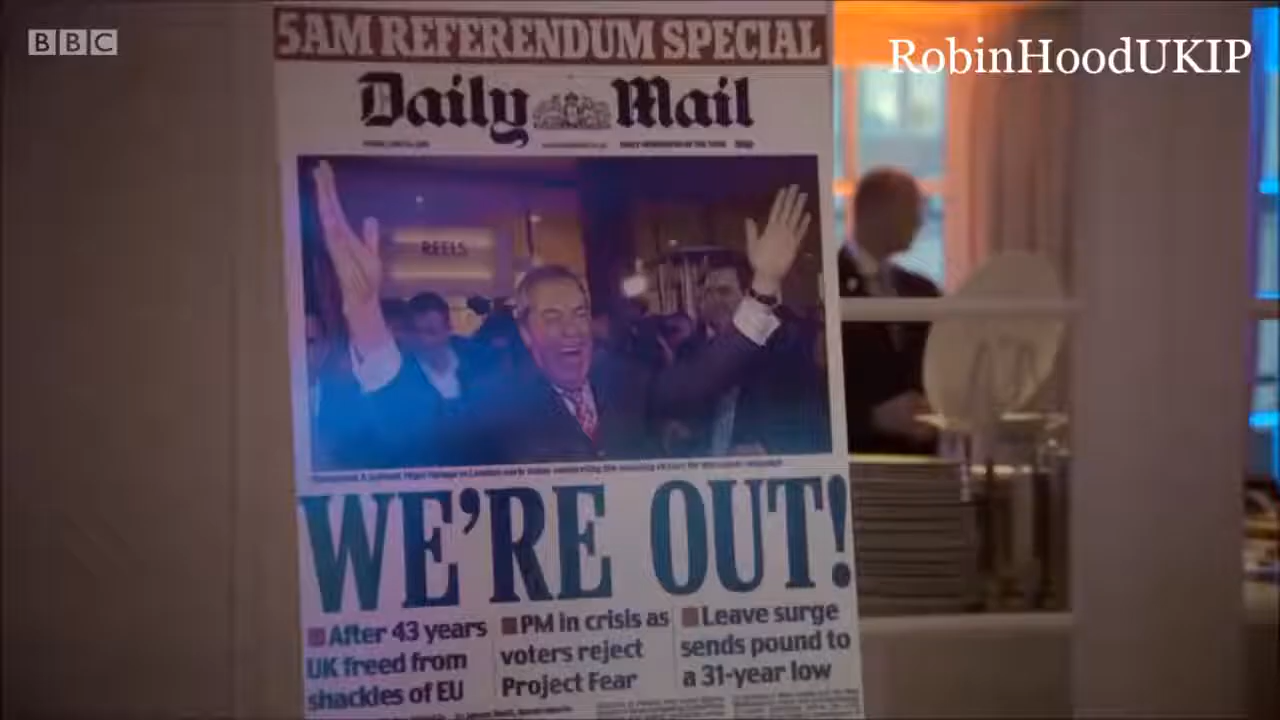 BBC
RobinHoodUKIP
5AM REFERENDUM SPECIAL
Daily Mail
REELS
WE'RE OUT!
After 43 years
UK freed from
shackles of EU
PM in crisis as
voters reject
Project Fear
Leave surge
sends pound to
a 31-year low